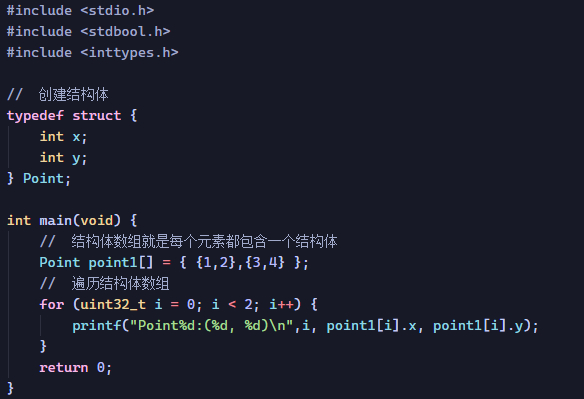 #include <stdio.h>
#include <stdbool.h>
#include <inttypes.h>

//  创建结构体
typedef struct {
    int x;
    int y;
} Point;

int main(void) {
    //  结构体数组就是每个元素都包含一个结构体
    Point point1[] = { {1,2},{3,4} };
    //  遍历结构体数组
    for (uint32_t i = 0; i < 2; i++) {
        printf("Point%d:(%d, %d)\n",i, point1[i].x, point1[i].y);
    }
    return 0;
}